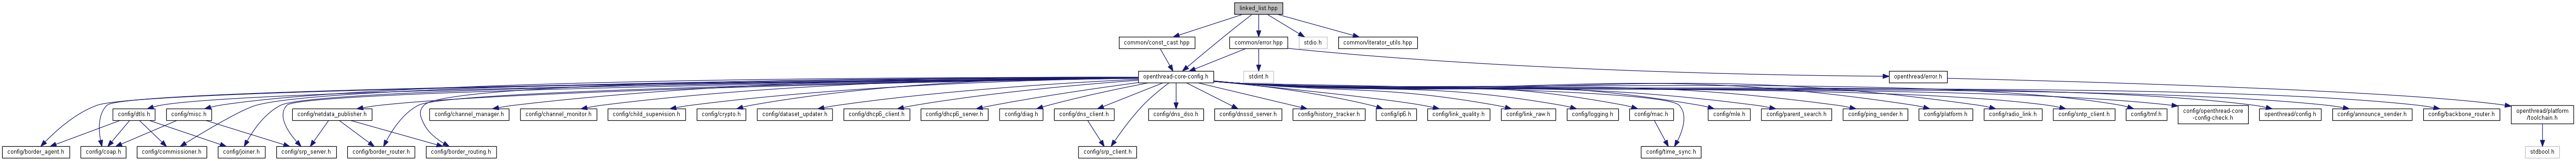 linked_list.hpp
common/const_cast.hpp
common/error.hpp
stdio.h
common/iterator_utils.hpp
openthread-core-config.h
stdint.h
openthread/error.h
config/dtls.h
config/misc.h
config/netdata_publisher.h
config/channel_manager.h
config/channel_monitor.h
config/child_supervision.h
config/crypto.h
config/dataset_updater.h
config/dhcp6_client.h
config/dhcp6_server.h
config/diag.h
config/dns_client.h
config/dns_dso.h
config/dnssd_server.h
config/history_tracker.h
config/ip6.h
config/link_quality.h
config/link_raw.h
config/logging.h
config/mac.h
config/mle.h
config/parent_search.h
config/ping_sender.h
config/platform.h
config/radio_link.h
config/sntp_client.h
config/tmf.h
config/openthread-core
-config-check.h
openthread/config.h
config/announce_sender.h
config/backbone_router.h
openthread/platform
/toolchain.h
config/border_agent.h
config/coap.h
config/commissioner.h
config/joiner.h
config/srp_server.h
config/border_router.h
config/border_routing.h
config/srp_client.h
config/time_sync.h
stdbool.h